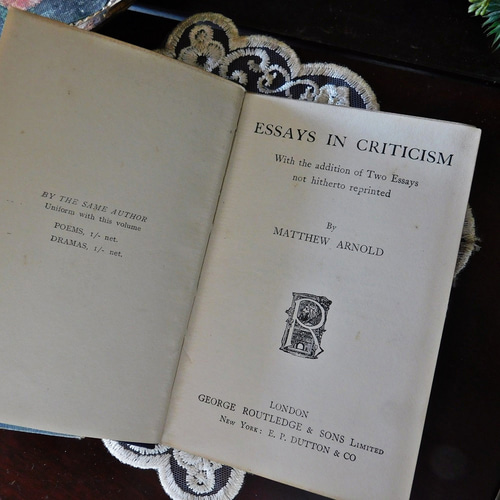 BY THE SAME AUTHOR
Uniform with this volume
POEMS, 1/- net.
DRAMAS, 1/- net.
ESSAYS IN CRITICISM
With the addition of Two Essays
not hitherto reprinted
By
MATTHEW ARNOLD
R
LONDON
GEORGE ROUTLEDGE & SONS LIMITED
NEW YORK: E. P. DUTTON & CO